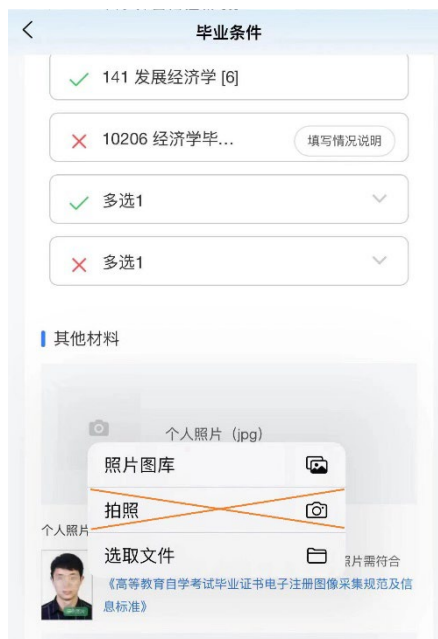 毕业条件
141 发展经济学 [6]
10206 经济学毕...
填写情况说明
多选1
多选1
其他材料
个人照片（jpg）
照片图库
拍照
选取文件
个人照片
照片需符合
《高等教育自学考试毕业证书电子注册图像采集规范及信
息标准》